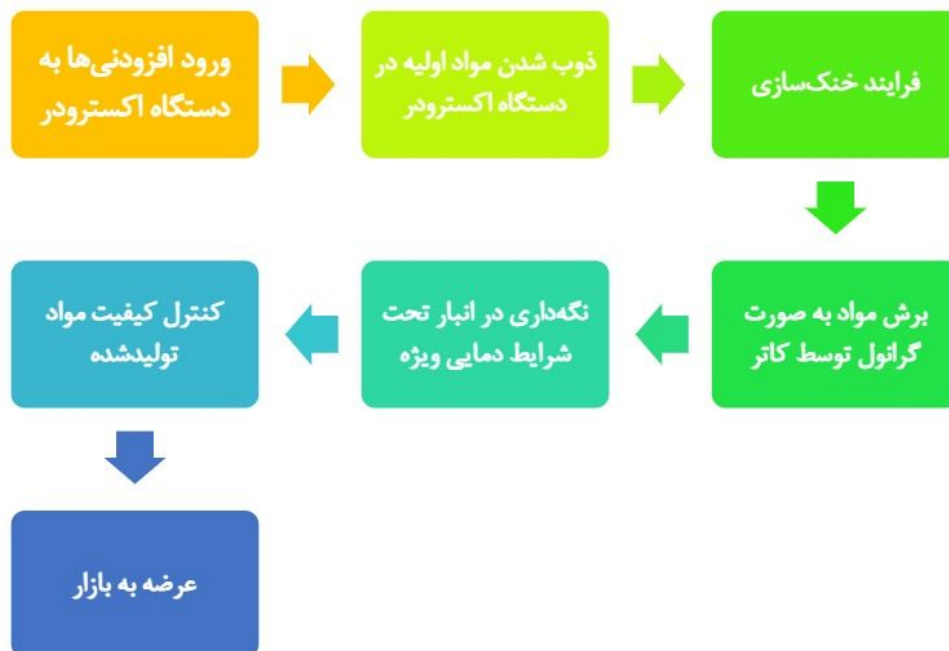 ورود افزودنی‌ها به
دستگاه اکسترودر
ذوب شدن مواد اولیه در
دستگاه اکسترودر
فرایند خنک‌سازی
برش مواد به صورت
گرانول توسط کاتر
نگه‌داری در انبار تحت
شرایط دمایی ویژه
کنترل کیفیت مواد
تولیدشده
عرضه به بازار